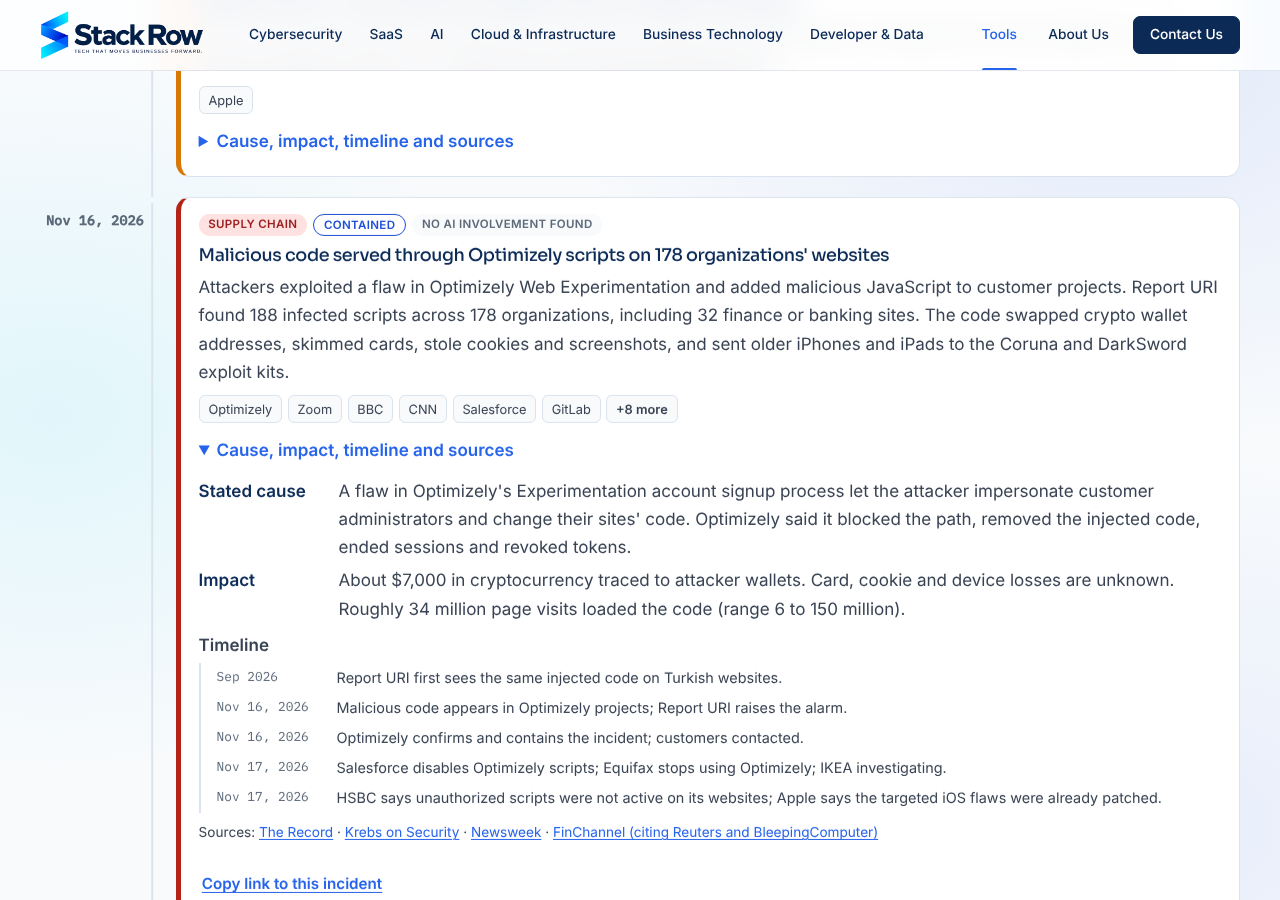 Stack Row
TECH THAT MOVES BUSINESSES FORWARD.
Cybersecurity SaaS AI Cloud & Infrastructure Business Technology Developer & Data Tools About Us Contact Us
Apple
Cause, impact, timeline and sources
Nov 16, 2026
SUPPLY CHAIN CONTAINED NO AI INVOLVEMENT FOUND
Malicious code served through Optimizely scripts on 178 organizations' websites
Attackers exploited a flaw in Optimizely Web Experimentation and added malicious JavaScript to customer projects. Report URI
found 188 infected scripts across 178 organizations, including 32 finance or banking sites. The code swapped crypto wallet
addresses, skimmed cards, stole cookies and screenshots, and sent older iPhones and iPads to the Coruna and DarkSword
exploit kits.
Optimizely Zoom BBC CNN Salesforce GitLab +8 more
Cause, impact, timeline and sources
Stated cause A flaw in Optimizely's Experimentation account signup process let the attacker impersonate customer
administrators and change their sites' code. Optimizely said it blocked the path, removed the injected code,
ended sessions and revoked tokens.
Impact About $7,000 in cryptocurrency traced to attacker wallets. Card, cookie and device losses are unknown.
Roughly 34 million page visits loaded the code (range 6 to 150 million).
Timeline
Sep 2026 Report URI first sees the same injected code on Turkish websites.
Nov 16, 2026 Malicious code appears in Optimizely projects; Report URI raises the alarm.
Nov 16, 2026 Optimizely confirms and contains the incident; customers contacted.
Nov 17, 2026 Salesforce disables Optimizely scripts; Equifax stops using Optimizely; IKEA investigating.
Nov 17, 2026 HSBC says unauthorized scripts were not active on its websites; Apple says the targeted iOS flaws were already patched.
Sources: The Record · Krebs on Security · Newsweek · FinChannel (citing Reuters and BleepingComputer)
Copy link to this incident